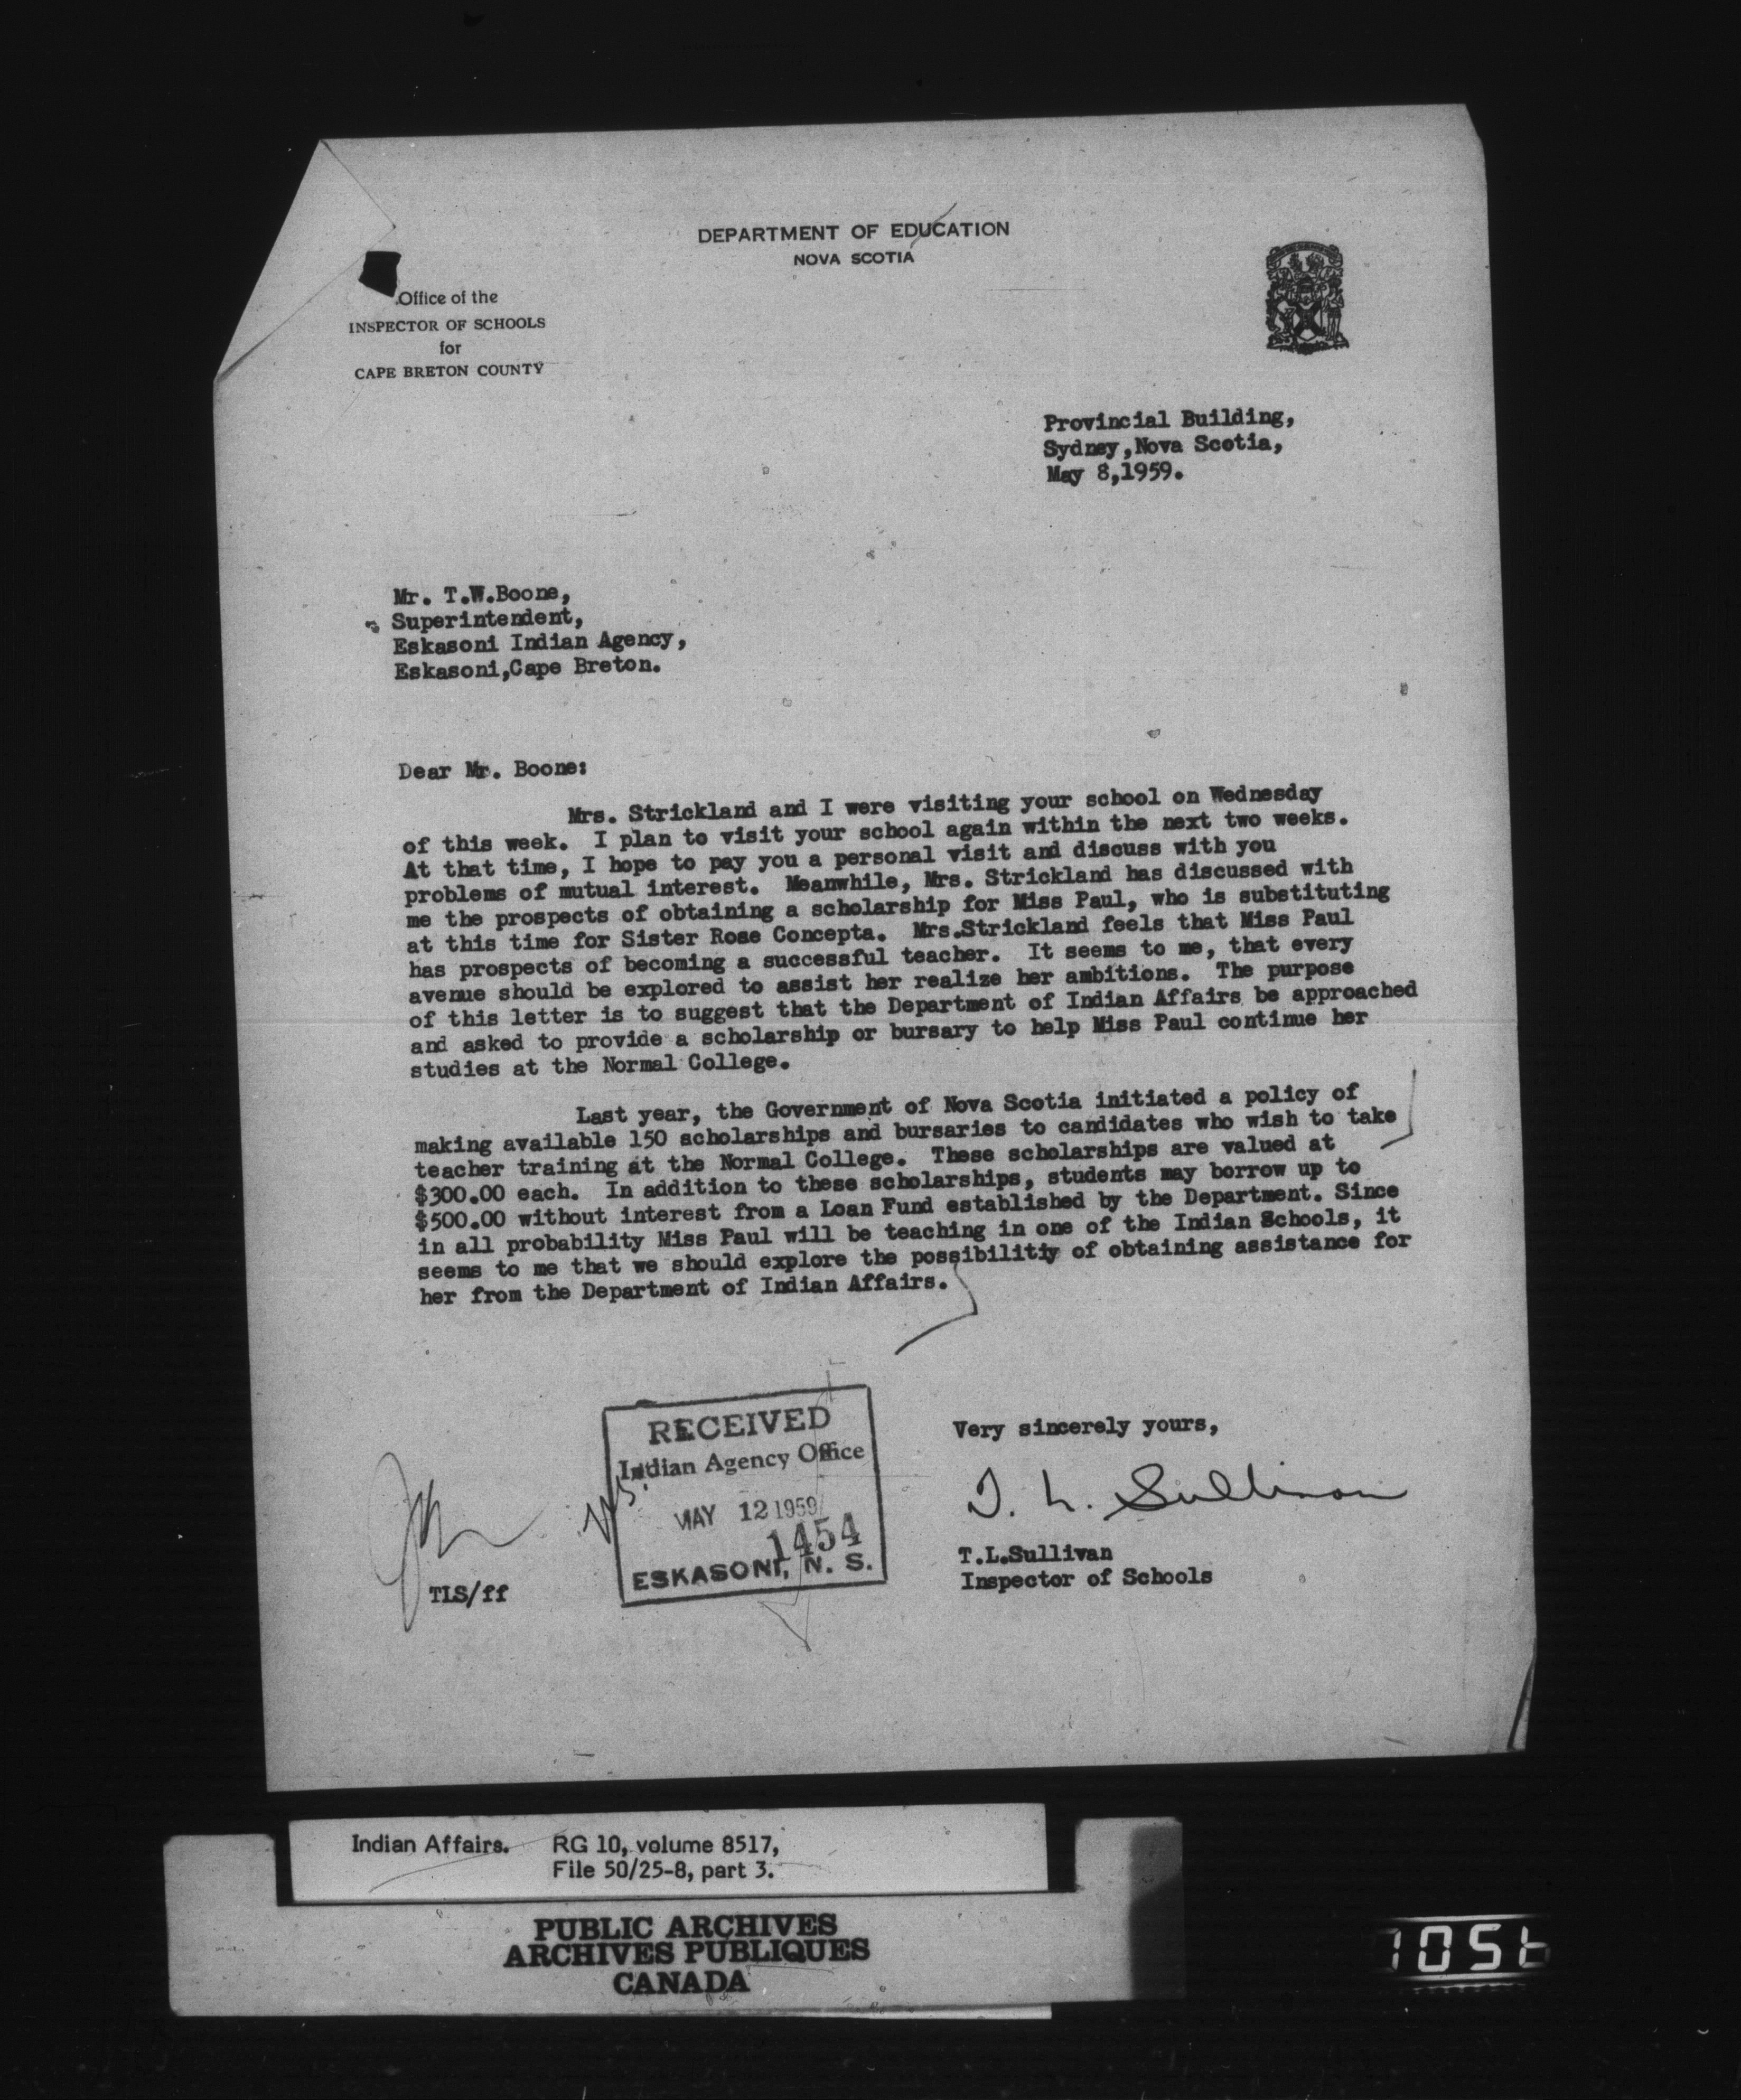 DEPARTMENT OF EDUCATION
NOVA SCOTIA
Office of the
INSPECTOR OF SCHOOLS
for
CAPE BRETON COUNTY
Provincial Building,
Sydney,Nova Scotia,
May 8,1959.
Mr. T.W.Boone,
Superintendent,
Eskasoni Indian Agency,
Eskasoni,Cape Breton.
Dear Mr. Boone:
Mrs. Strickland and I were visiting your school on Wednesday
of this week. I plan to visit your school again within the next two weeks.
At that time, I hope to pay you a personal visit and discuss with you
problems of mutual interest. Meanwhile, Mrs. Strickland has discussed with
me the prospects of obtaining a scholarship for Miss Paul, who is substituting
at this time for Sister Rose Concepta. Mrs.Strickland feels that Miss Paul
has prospects of becoming a successful teacher. It seems to me, that every
avenue should be explored to assist her realize her ambitions. The purpose
of this letter is to suggest that the Department of Indian Affairs be approached
and asked to provide a scholarship or bursary to help Miss Paul continue her
studies at the Normal College.
Last year, the Government of Nova Scotia initiated a policy of
making available 150 scholarships and bursaries to candidates who wish to take
teacher training at the Normal College. These scholarships are valued at
$300.00 each. In addition to these scholarships, students may borrow up to
$500.00 without interest from a Loan Fund established by the Department. Since
in all probability Miss Paul will be teaching in one of the Indian Schools, it
seems to me that we should explore the possibilitiy of obtaining assistance for
her from the Department of Indian Affairs.
RECEIVED
Indian Agency Office
MAY 12 1959
1454
ESKASONI, N. S.
Very sincerely yours,
T. L. Sullivan
T.L.Sullivan
Inspector of Schools
TLS/ff
Indian Affairs. RG 10, volume 8517,
File 50/25-8, part 3.
PUBLIC ARCHIVES
ARCHIVES PUBLIQUES
CANADA